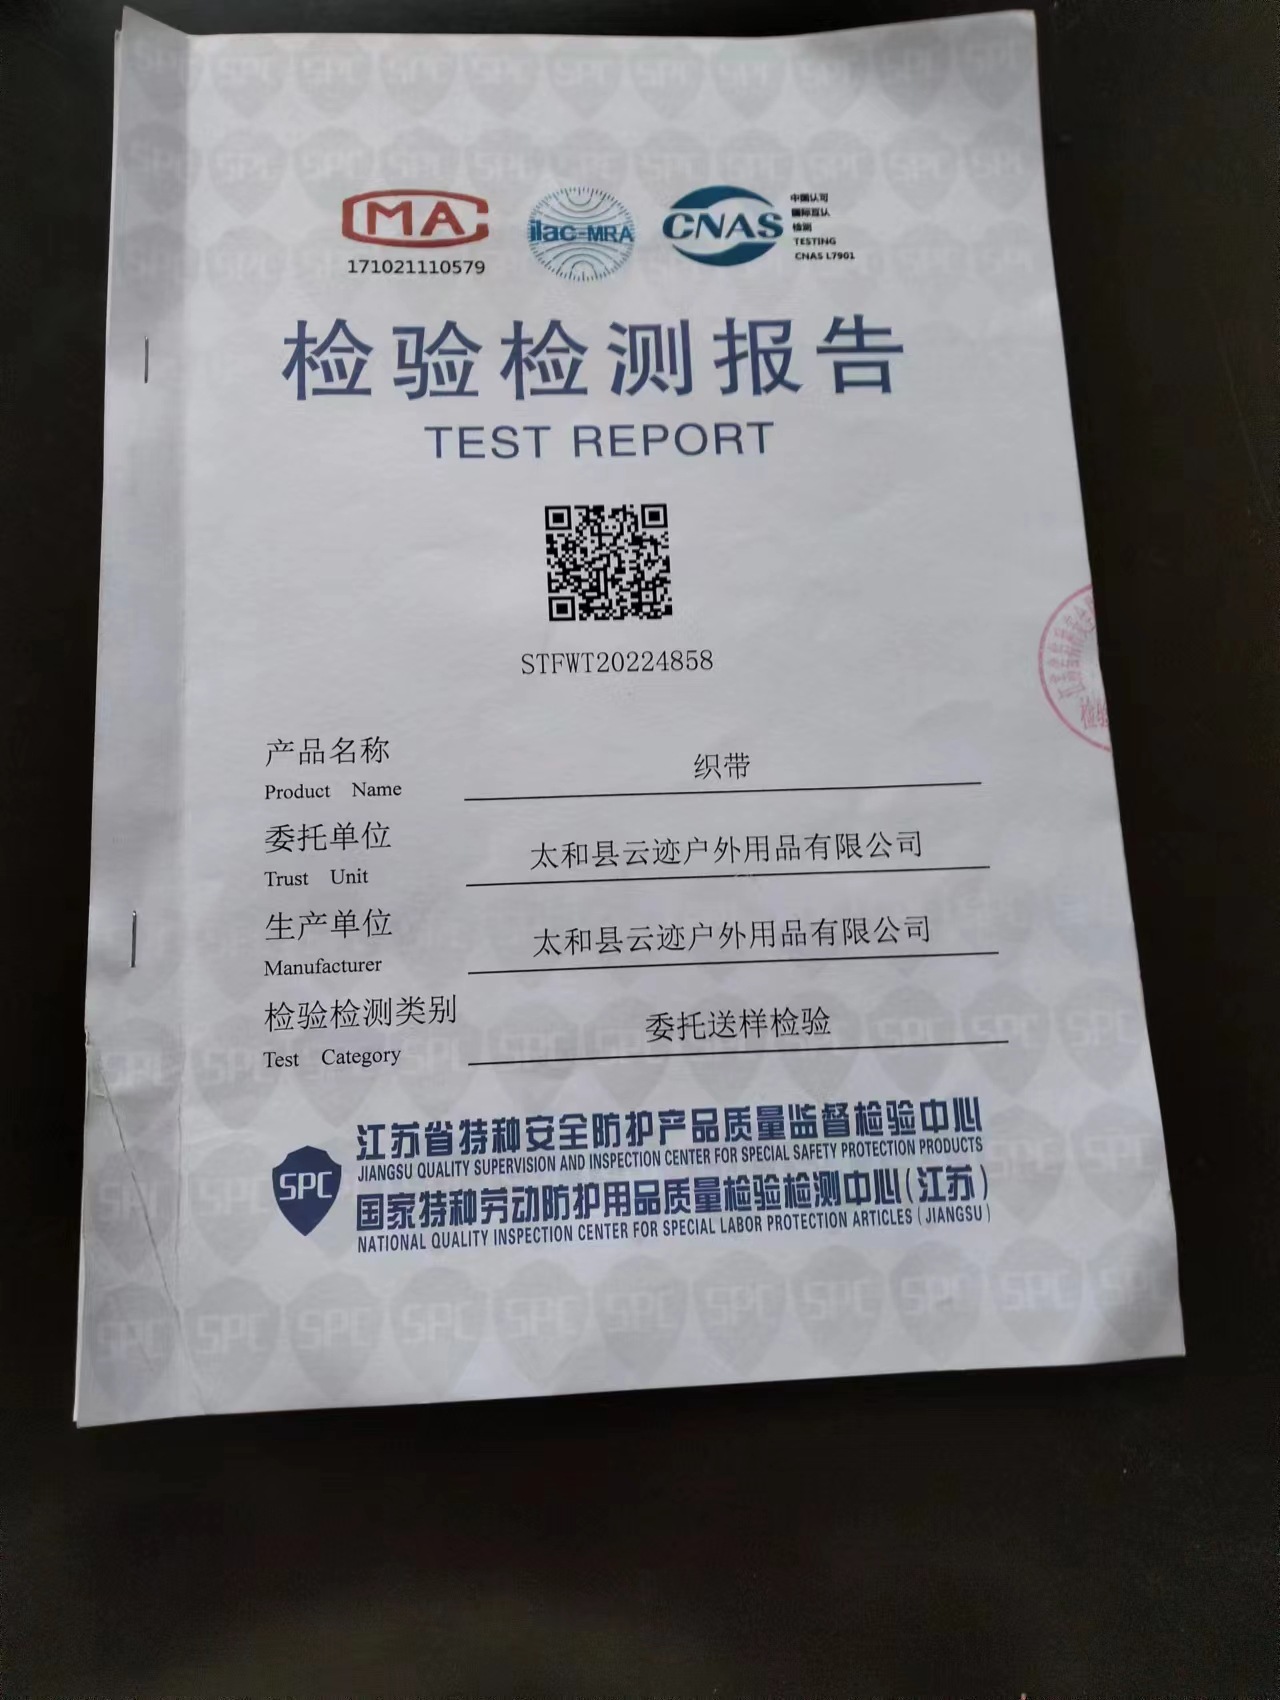 MA
171021110579
ilac-MRA
CNAS
中国认可
国际互认
检测
TESTING
CNAS L7901
检验检测报告
TEST REPORT
STFWT20224858
产品名称 织带
Product Name
委托单位 太和县云迹户外用品有限公司
Trust Unit
生产单位 太和县云迹户外用品有限公司
Manufacturer
检验检测类别 委托送样检验
Test Category
SPC
江苏省特种安全防护产品质量监督检验中心
JIANGSU QUALITY SUPERVISION AND INSPECTION CENTER FOR SPECIAL SAFETY PROTECTION PRODUCTS
国家特种劳动防护用品质量检验检测中心(江苏)
NATIONAL QUALITY INSPECTION CENTER FOR SPECIAL LABOR PROTECTION ARTICLES (JIANGSU)